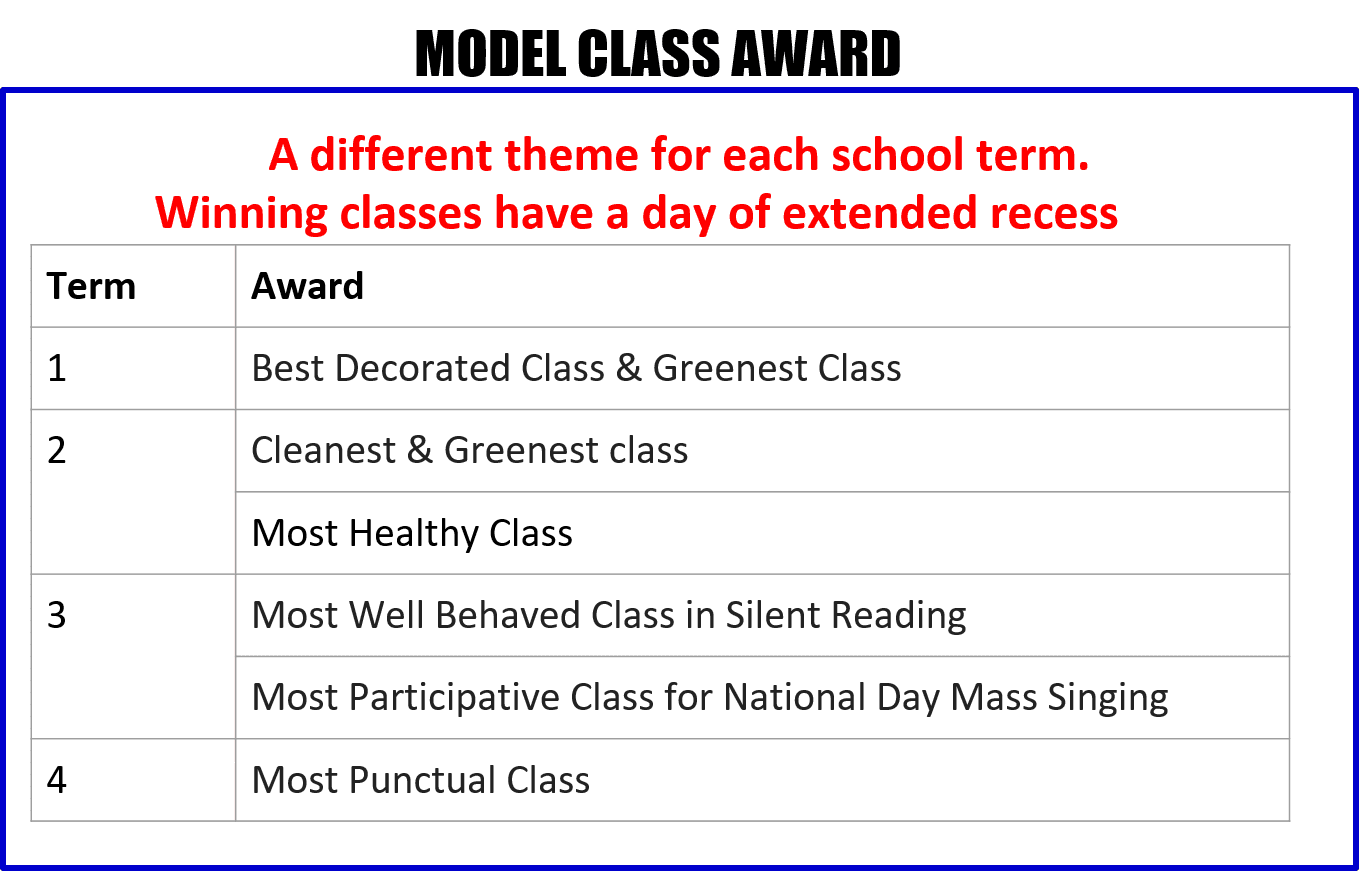 MODEL CLASS AWARD
A different theme for each school term.
Winning classes have a day of extended recess
Term Award
1 Best Decorated Class & Greenest Class
2 Cleanest & Greenest class
Most Healthy Class
3 Most Well Behaved Class in Silent Reading
Most Participative Class for National Day Mass Singing
4 Most Punctual Class